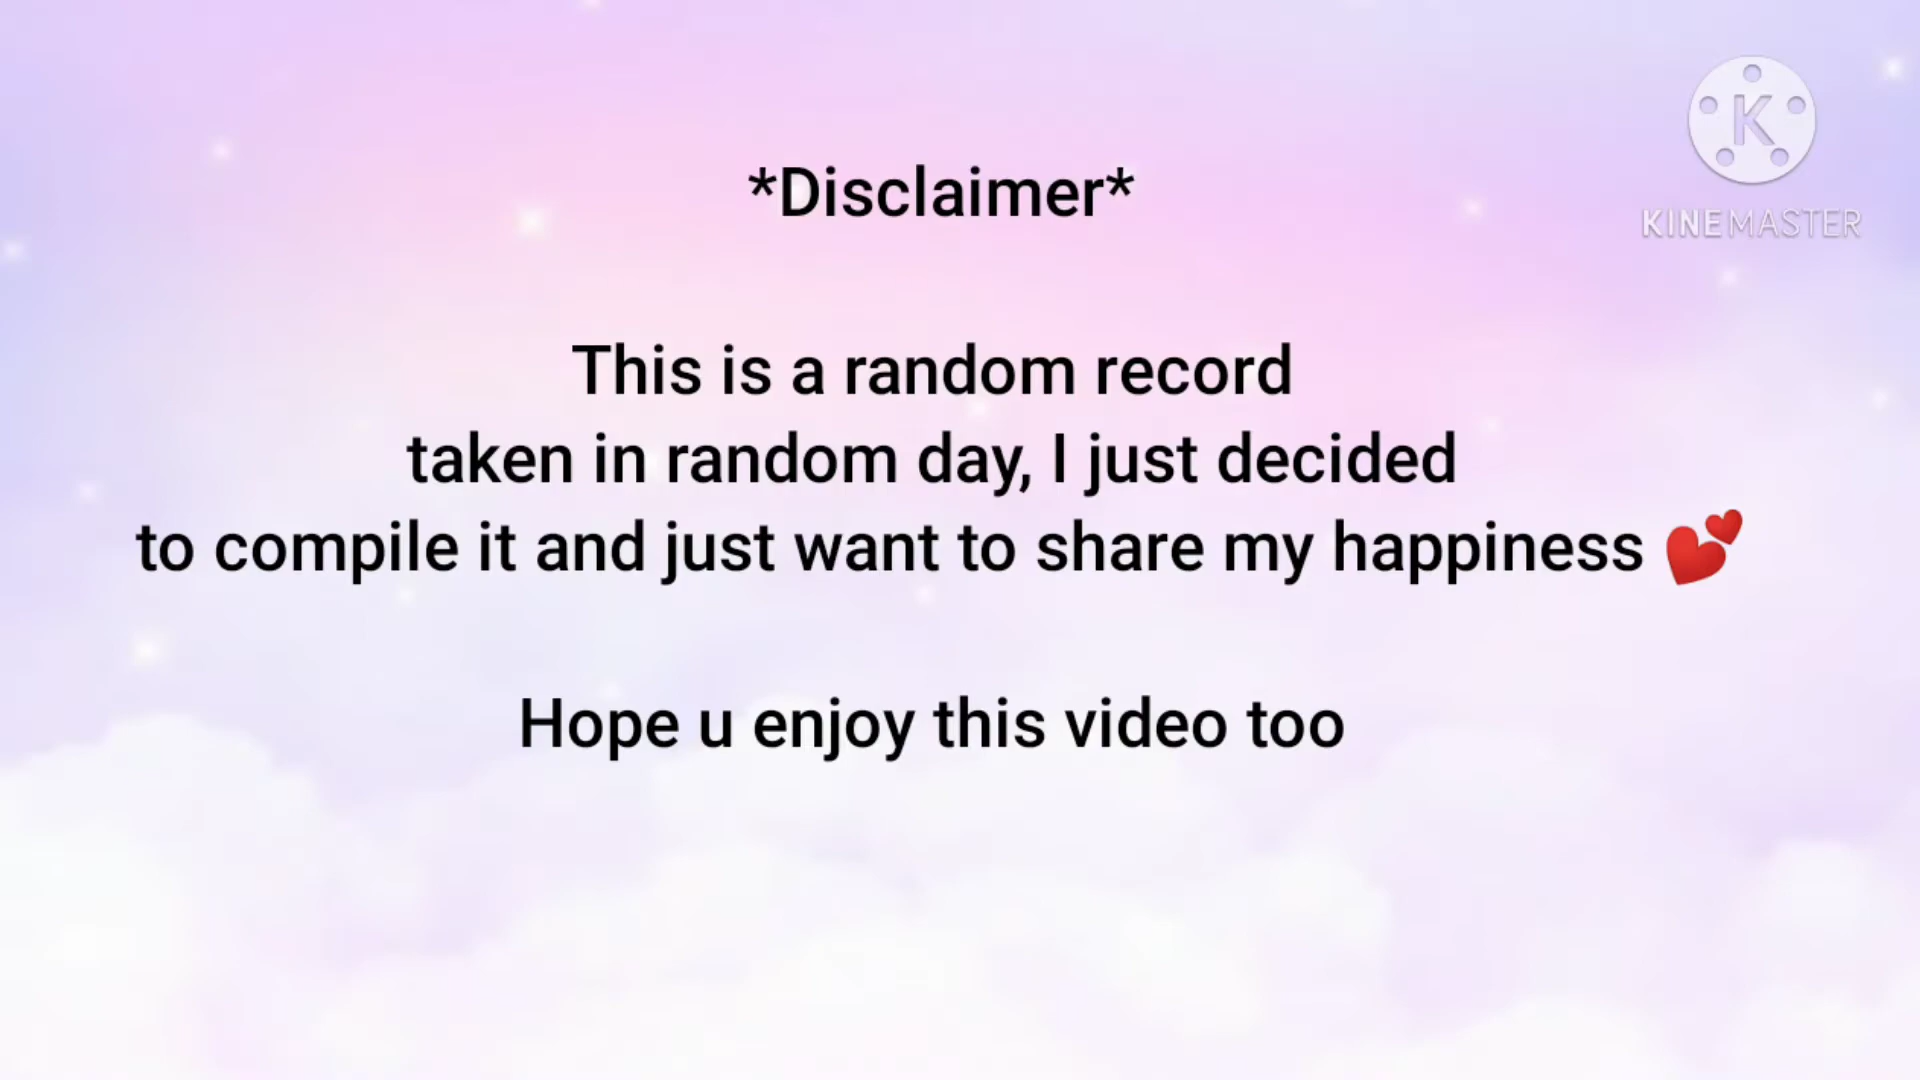 K
KINEMASTER
*Disclaimer*
This is a random record
taken in random day, I just decided
to compile it and just want to share my happiness 💕
Hope u enjoy this video too